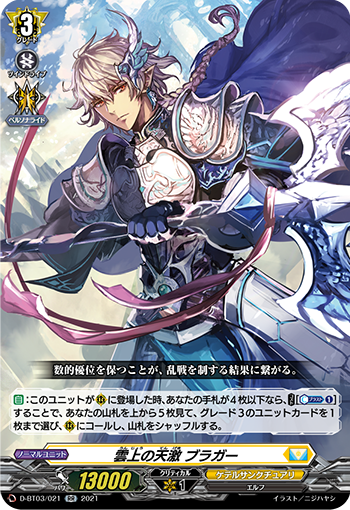 3
グレード
ツインドライブ
ペルソナライド
数的優位を保つことが、乱戦を制する結果に繋がる。
自:このユニットがⓇに登場した時、あなたの手札が4枚以下なら、【ブラスト①】
することで、あなたの山札を上から5枚見て、グレード3のユニットカードを1
枚まで選び、Ⓡにコールし、山札をシャッフルする。
ノーマルユニット
雲上の天澈 プラガー
パワー 13000
クリティカル
1
ケテルサンクチュアリ
エルフ
D-BT03/021 RR 2021
イラスト/ニジハヤシ